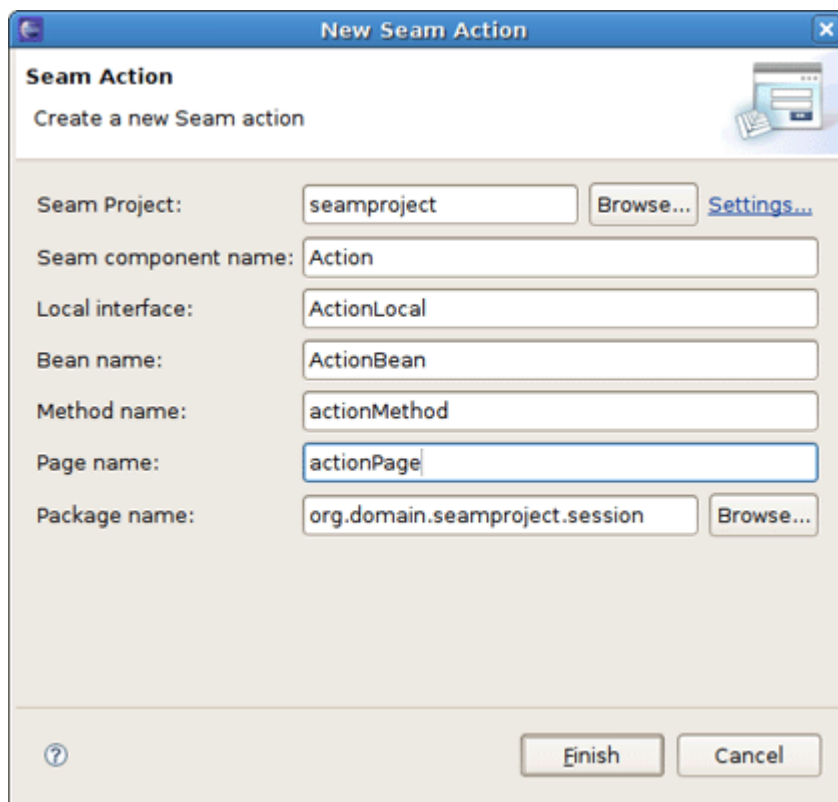 New Seam Action
Seam Action
Create a new Seam action
Seam Project: seamproject Browse... Settings...
Seam component name: Action
Local interface: ActionLocal
Bean name: ActionBean
Method name: actionMethod
Page name: actionPage
Package name: org.domain.seamproject.session Browse...
? Finish Cancel